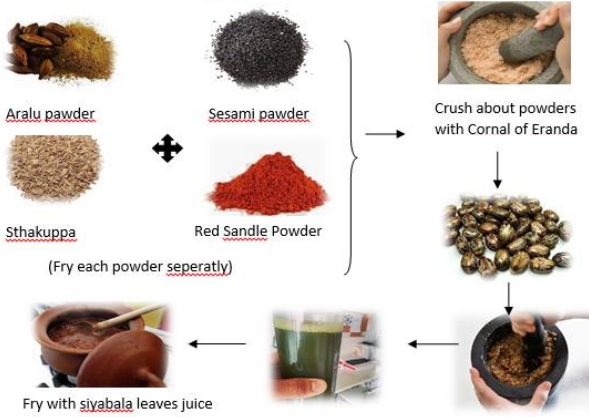 Aralu pawder
Sesami pawder
Crush about powders
with Cornal of Eranda
Sthakuppa
Red Sandle Powder
(Fry each powder seperatly)
Fry with siyabala leaves juice